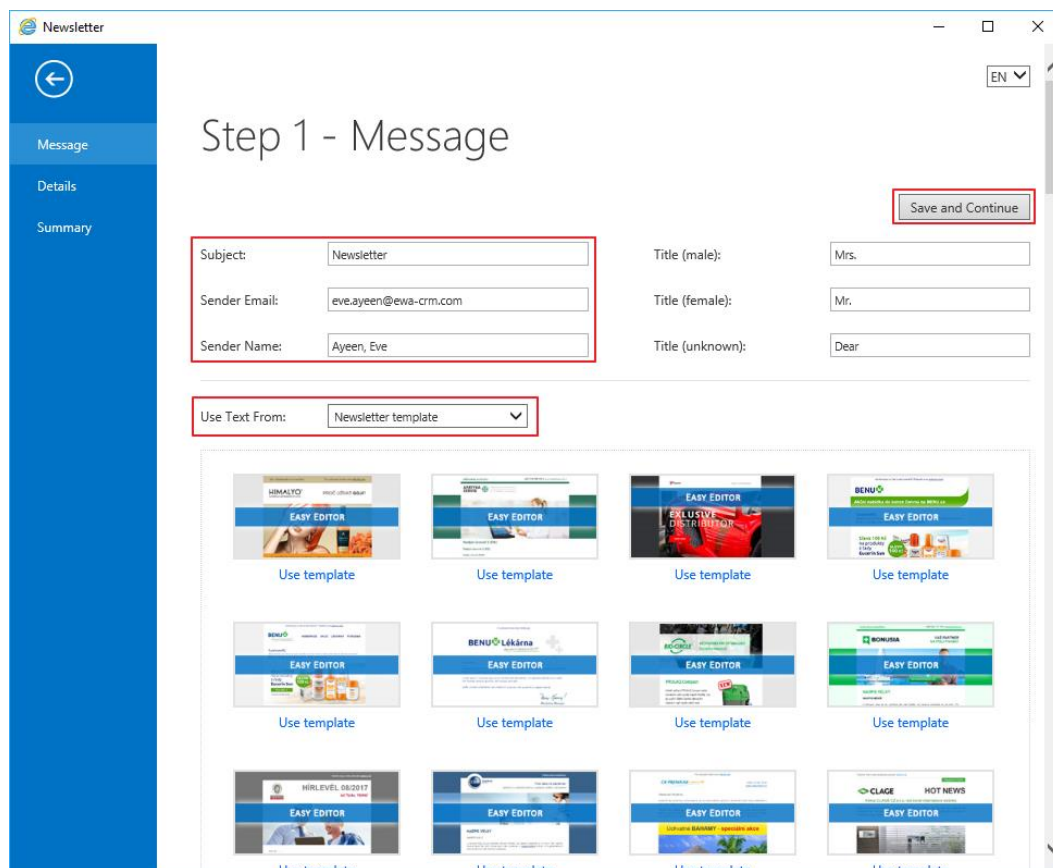 Newsletter
EN
Message
Details
Summary
Step 1 - Message
Save and Continue
Subject: Newsletter Title (male): Mrs.
Sender Email: eve.ayeen@ewa-crm.com Title (female): Mr.
Sender Name: Ayeen, Eve Title (unknown): Dear
Use Text From: Newsletter template
HIMALYO
EASY EDITOR
EASY EDITOR
EASY EDITOR
EXLUSIVE
DISTRIBUTOR
BENU
EASY EDITOR
Use template Use template Use template Use template
BENU
EASY EDITOR
BENU Lékárna
EASY EDITOR
BIO-CIRCLE
EASY EDITOR
BONUSIA
EASY EDITOR
Use template Use template Use template Use template
HÍRLEVÉL 08/2017
EASY EDITOR
EASY EDITOR
EASY EDITOR
CLAGE HOT NEWS
EASY EDITOR